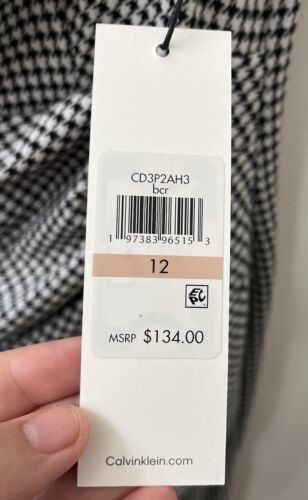 CD3P2AH3
bcr
1 97383 96515 3
12
MSRP $134.00
Calvinklein.com